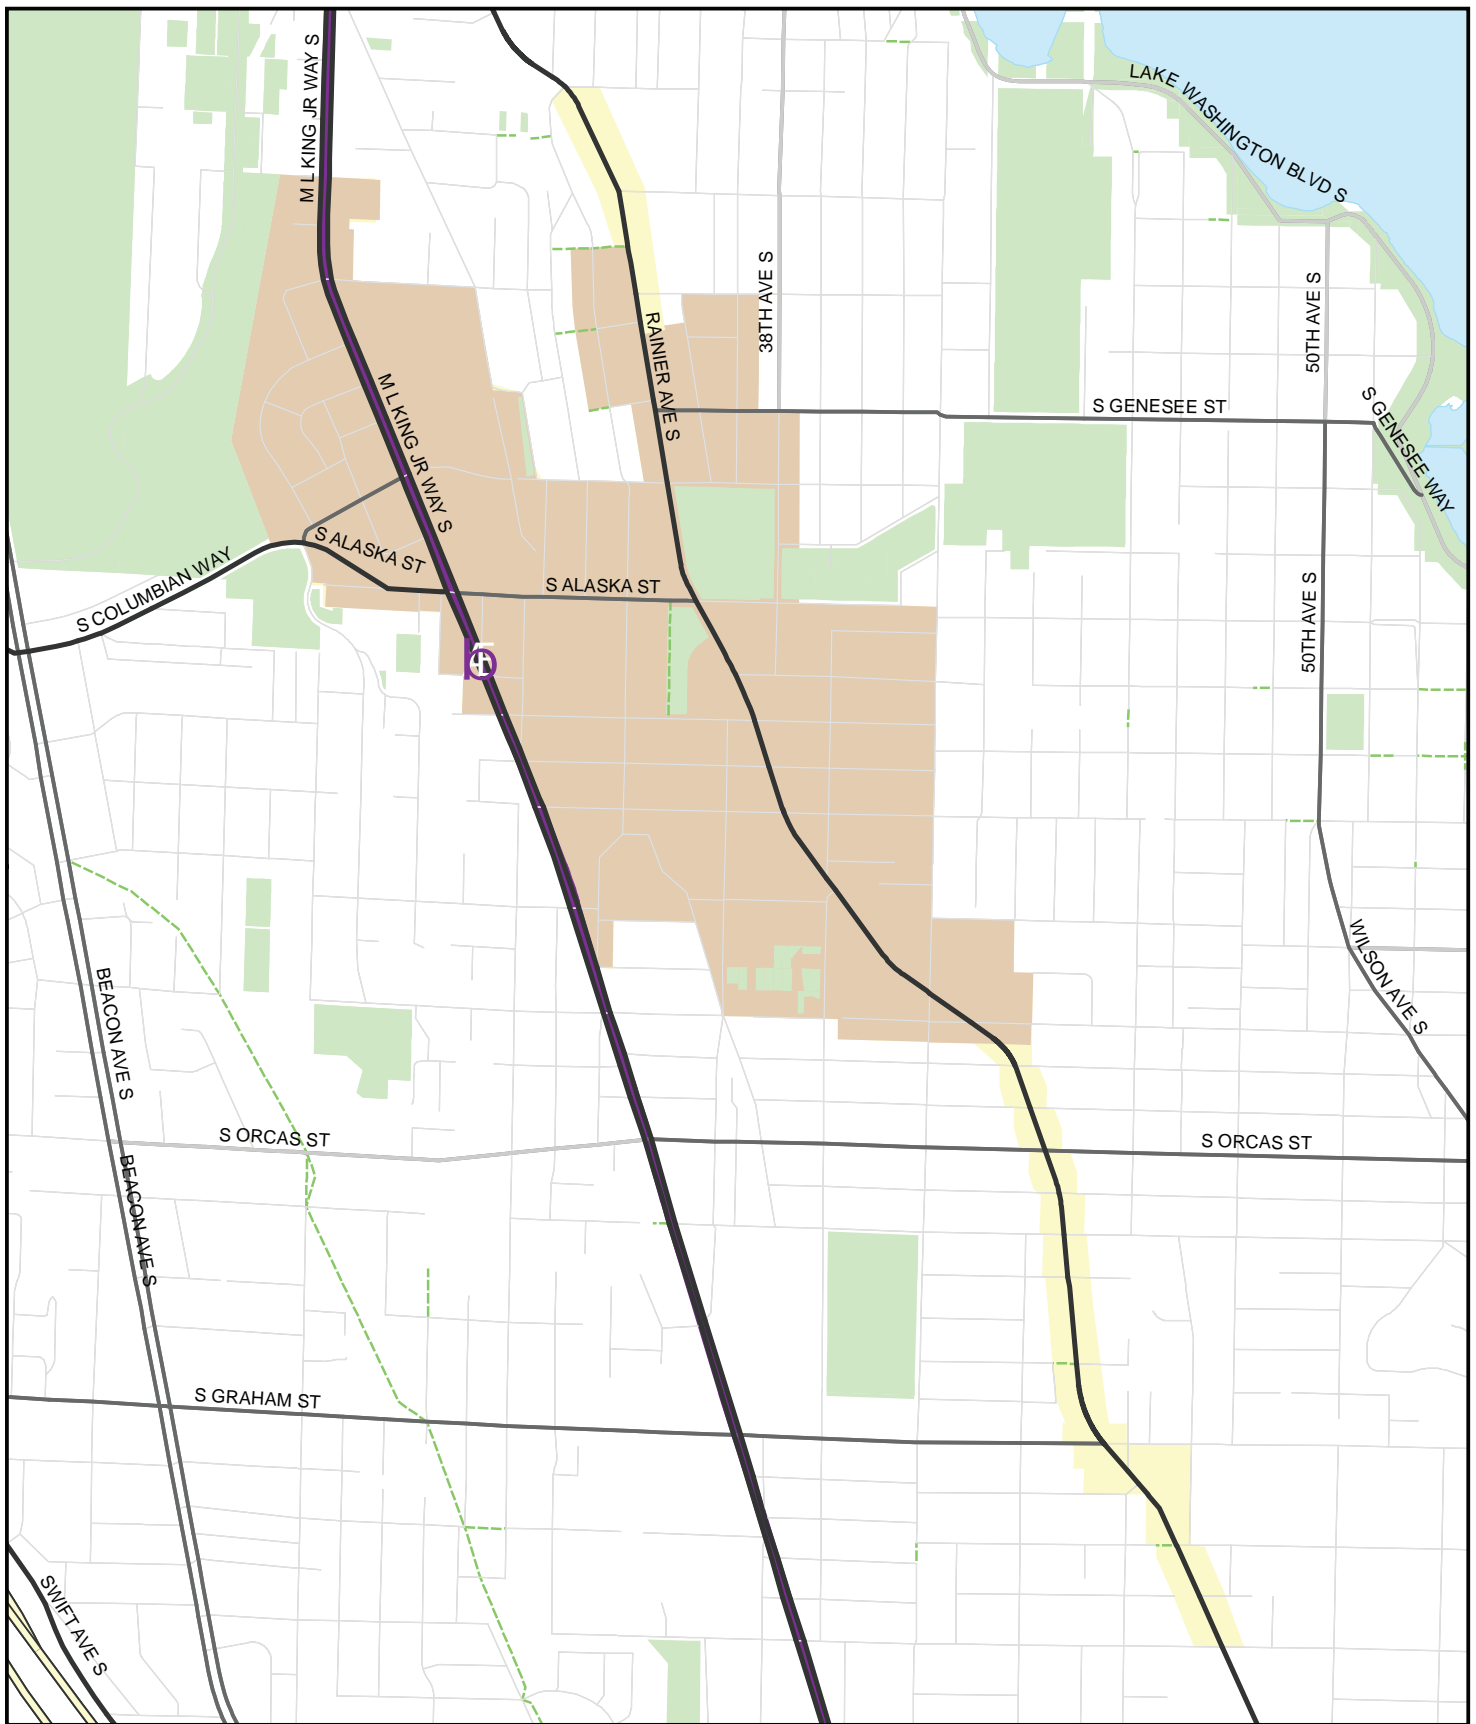 M L KING JR WAY S
LAKE WASHINGTON BLVD S
38TH AVE S
50TH AVE S
RAINIER AVE S
M L KING JR WAY S
S GENESEE ST
S GENESEE WAY
S ALASKA ST
S COLUMBIAN WAY
S ALASKA ST
50TH AVE S
WILSON AVE S
BEACON AVE S
S ORCAS ST
S ORCAS ST
BEACON AVE S
S GRAHAM ST
SWIFT AVE S